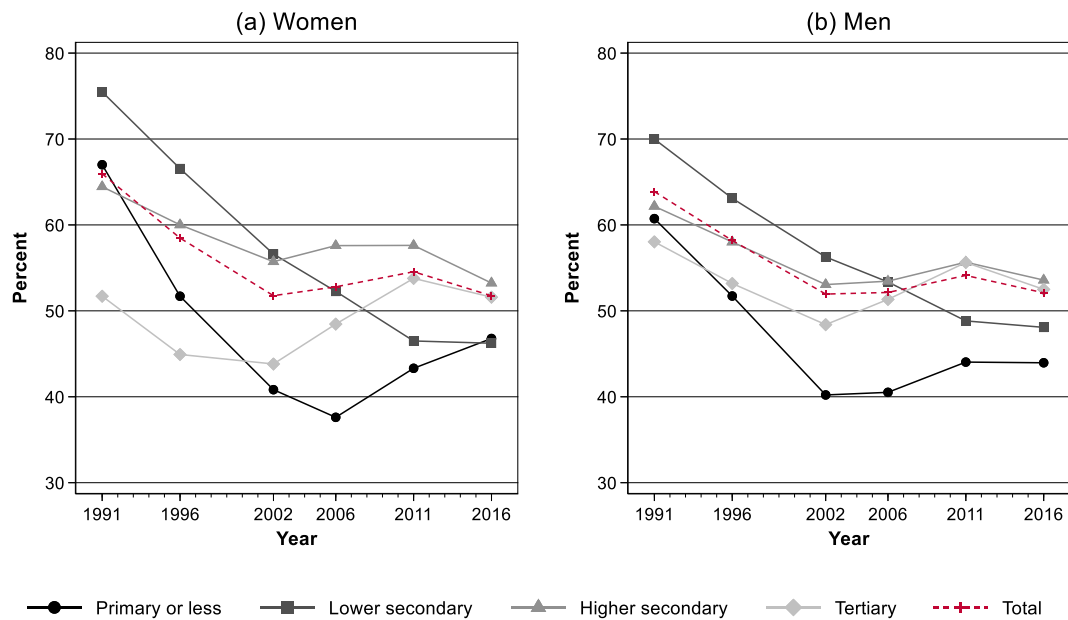 (a) Women
(b) Men
80
70
60
50
40
30
Percent
1991 1996 2002 2006 2011 2016
Year
80
70
60
50
40
30
Percent
1991 1996 2002 2006 2011 2016
Year
Primary or less Lower secondary Higher secondary Tertiary Total